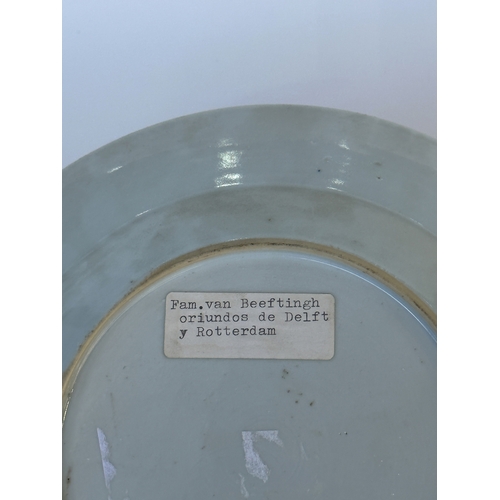 Fam.van Beeftingh
oriundos de Delft
y Rotterdam